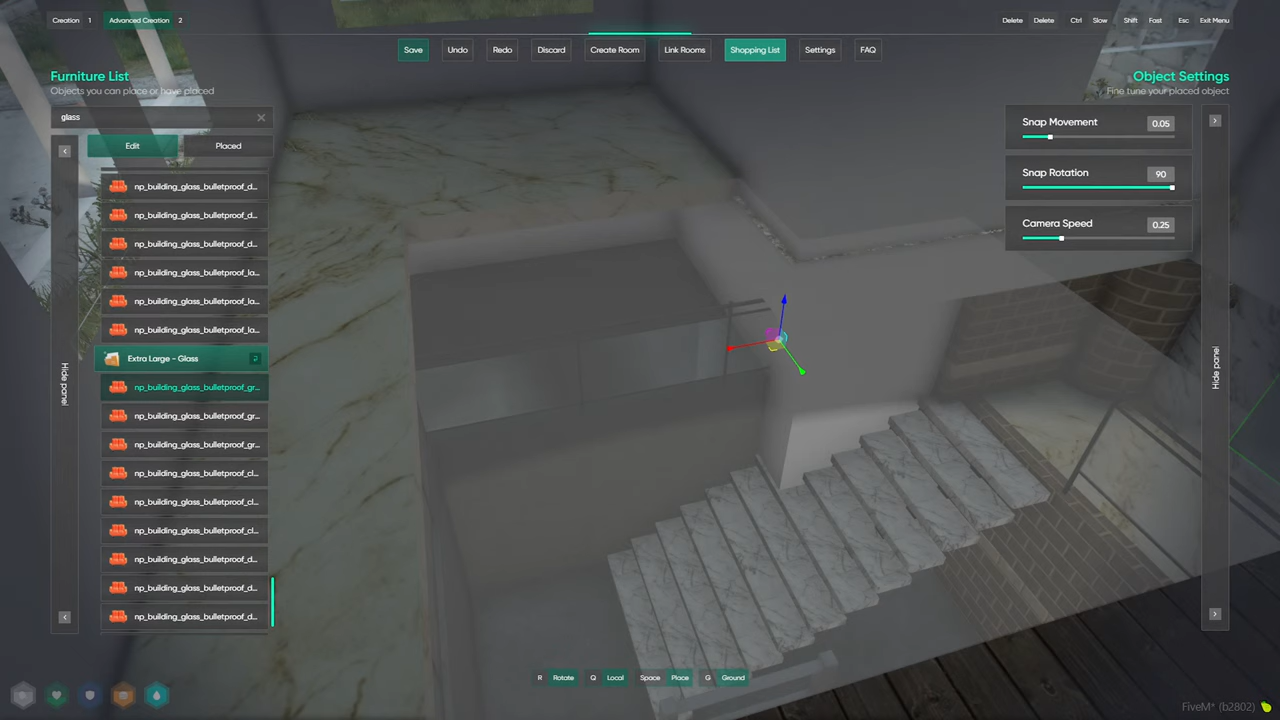 Creation 1 Advanced Creation 2
Delete Delete Ctrl Slow Shift Fast Esc Exit Menu
Save Undo Redo Discard Create Room Link Rooms Shopping List Settings FAQ
Furniture List
Objects you can place or have placed
glass
Edit Placed
np_building_glass_bulletproof_d...
np_building_glass_bulletproof_d...
np_building_glass_bulletproof_d...
np_building_glass_bulletproof_la...
np_building_glass_bulletproof_la...
np_building_glass_bulletproof_la...
Extra Large - Glass
np_building_glass_bulletproof_gr...
np_building_glass_bulletproof_gr...
np_building_glass_bulletproof_gr...
np_building_glass_bulletproof_cl...
np_building_glass_bulletproof_cl...
np_building_glass_bulletproof_cl...
np_building_glass_bulletproof_d...
np_building_glass_bulletproof_d...
np_building_glass_bulletproof_d...
Hide panel
Object Settings
Fine tune your placed object
Snap Movement 0.05
Snap Rotation 90
Camera Speed 0.25
Hide panel
R Rotate Q Local Space Place G Ground
FiveM* (b2802)